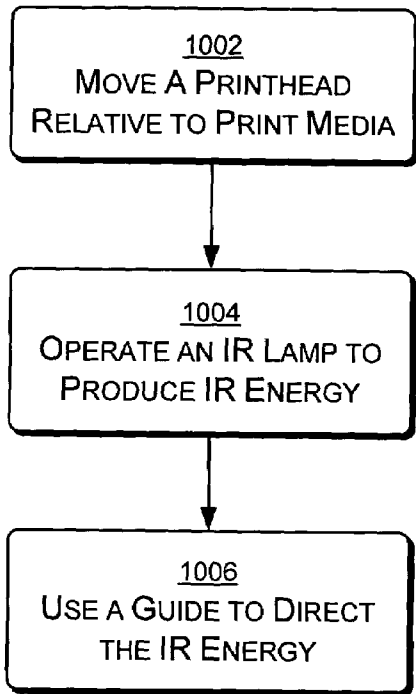 1002
MOVE A PRINTHEAD
RELATIVE TO PRINT MEDIA
1004
OPERATE AN IR LAMP TO
PRODUCE IR ENERGY
1006
USE A GUIDE TO DIRECT
THE IR ENERGY